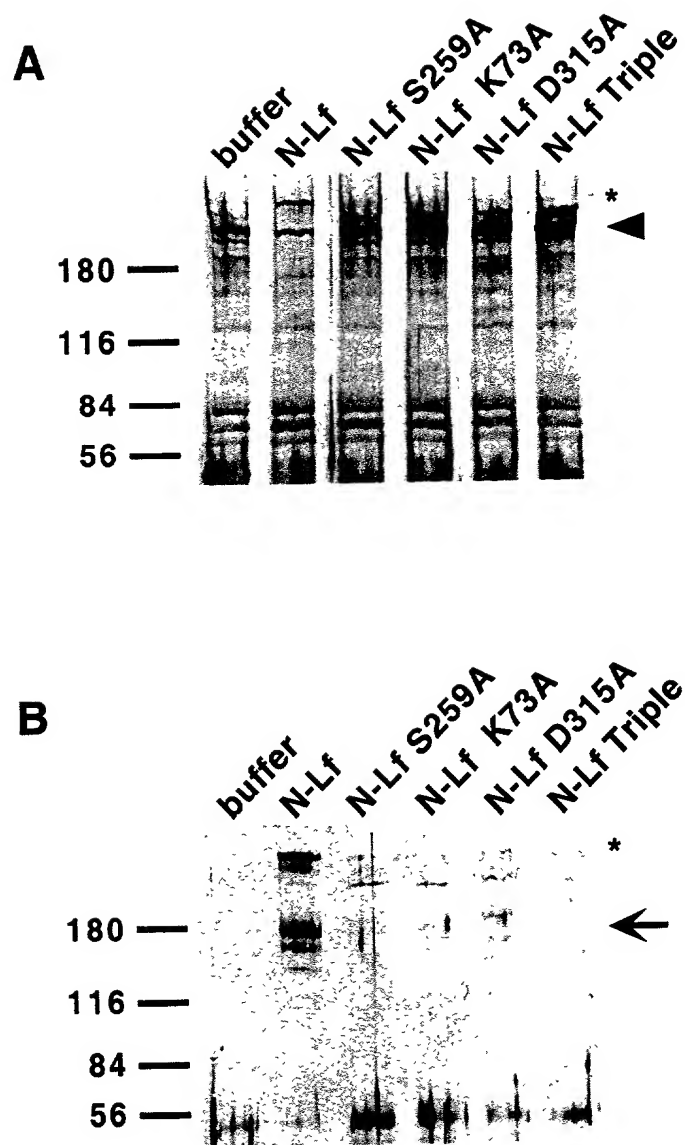 A
buffer
N-Lf
N-Lf S259A
N-Lf K73A
N-Lf D315A
N-Lf Triple
*
180
116
84
56
B
buffer
N-Lf
N-Lf S259A
N-Lf K73A
N-Lf D315A
N-Lf Triple
*
180
116
84
56